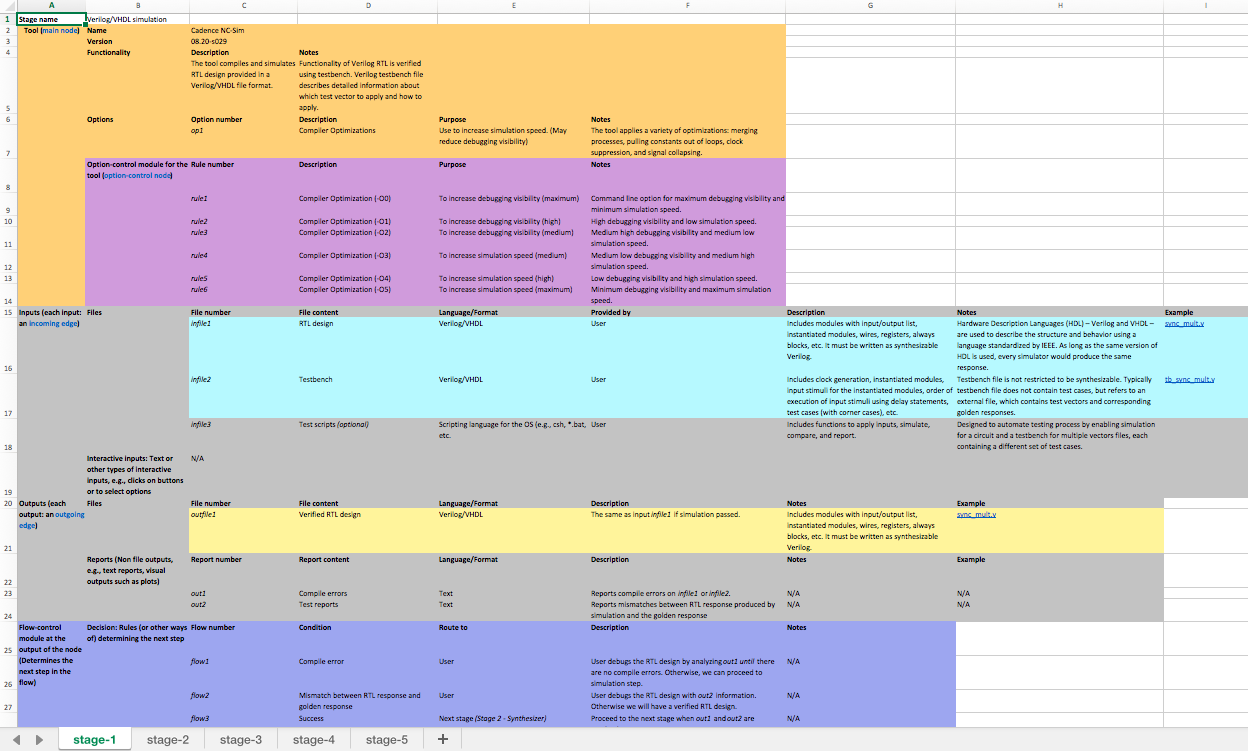 A B C D E F G H I
1 Stage name Verilog/VHDL simulation
2 Tool (main node) Name Cadence NC-Sim
3 Version 08.20-s029
4 Functionality Description Notes
The tool compiles and simulates Functionality of Verilog RTL is verified
RTL design provided in a using testbench. Verilog testbench file
Verilog/VHDL file format. describes detailed information about
which test vector to apply and how to
5 apply.
6 Options Option number Description Purpose Notes
op1 Compiler Optimizations Use to increase simulation speed. (May The tool applies a variety of optimizations: merging
reduce debugging visibility) processes, pulling constants out of loops, clock
7 suppression, and signal collapsing.
Option-control module for the Rule number Description Purpose Notes
tool (option-control node)
8
rule1 Compiler Optimization (-O0) To increase debugging visibility (maximum) Command line option for maximum debugging visibility and
9 minimum simulation speed.
10 rule2 Compiler Optimization (-O1) To increase debugging visibility (high) High debugging visibility and low simulation speed.
rule3 Compiler Optimization (-O2) To increase debugging visibility (medium) Medium high debugging visibility and medium low
11 simulation speed.
rule4 Compiler Optimization (-O3) To increase simulation speed (medium) Medium low debugging visibility and medium high
12 simulation speed.
13 rule5 Compiler Optimization (-O4) To increase simulation speed (high) Low debugging visibility and high simulation speed.
rule6 Compiler Optimization (-O5) To increase simulation speed (maximum) Minimum debugging visibility and maximum simulation
14 speed.
15 Inputs (each input: Files File number File content Language/Format Provided by Description Notes Example
an incoming edge) infile1 RTL design Verilog/VHDL User Includes modules with input/output list, Hardware Description Languages (HDL) – Verilog and VHDL – sync_mult.v
instantiated modules, wires, registers, always are used to describe the structure and behavior using a
blocks, etc. It must be written as synthesizable language standardized by IEEE. As long as the same version of
Verilog. HDL is used, every simulator would produce the same
16 response.
infile2 Testbench Verilog/VHDL User Includes clock generation, instantiated modules, Testbench file is not restricted to be synthesizable. Typically tb_sync_mult.v
input stimuli for the instantiated modules, order of testbench file does not contain test cases, but refers to an
execution of input stimuli using delay statements, external file, which contains test vectors and corresponding
17 test cases (with corner cases), etc. golden responses.
infile3 Test scripts (optional) Scripting language for the OS (e.g., csh, *.bat, User Includes functions to apply inputs, simulate, Designed to automate testing process by enabling simulation
etc. compare, and report. for a circuit and a testbench for multiple vectors files, each
18 containing a different set of test cases.
Interactive inputs: Text or N/A
other types of interactive
inputs, e.g., clicks on buttons
19 or to select options
20 Outputs (each Files File number File content Language/Format Description Notes Example
output: an outgoing outfile1 Verified RTL design Verilog/VHDL The same as input infile1 if simulation passed. Includes modules with input/output list, sync_mult.v
edge) instantiated modules, wires, registers, always
blocks, etc. It must be written as synthesizable
21 Verilog.
Reports (Non file outputs, Report number Report content Language/Format Description Notes Example
e.g., text reports, visual
22 outputs such as plots)
23 out1 Compile errors Text Reports compile errors on infile1 or infile2. N/A N/A
out2 Test reports Text Reports mismatches between RTL response produced by N/A N/A
24 simulation and the golden response
Flow-control Decision: Rules (or other ways Flow number Condition Route to Description Notes
module at the of) determining the next step
25 output of the node
(Determines the flow1 Compile error User User debugs the RTL design by analyzing out1 until there N/A
next step in the are no compile errors. Otherwise, we can proceed to
26 flow) simulation step.
flow2 Mismatch between RTL response and User User debugs the RTL design with out2 information. N/A
27 golden response Otherwise we will have a verified RTL design.
flow3 Success Next stage (Stage 2 - Synthesizer) Proceed to the next stage when out1 and out2 are N/A
stage-1 stage-2 stage-3 stage-4 stage-5 +